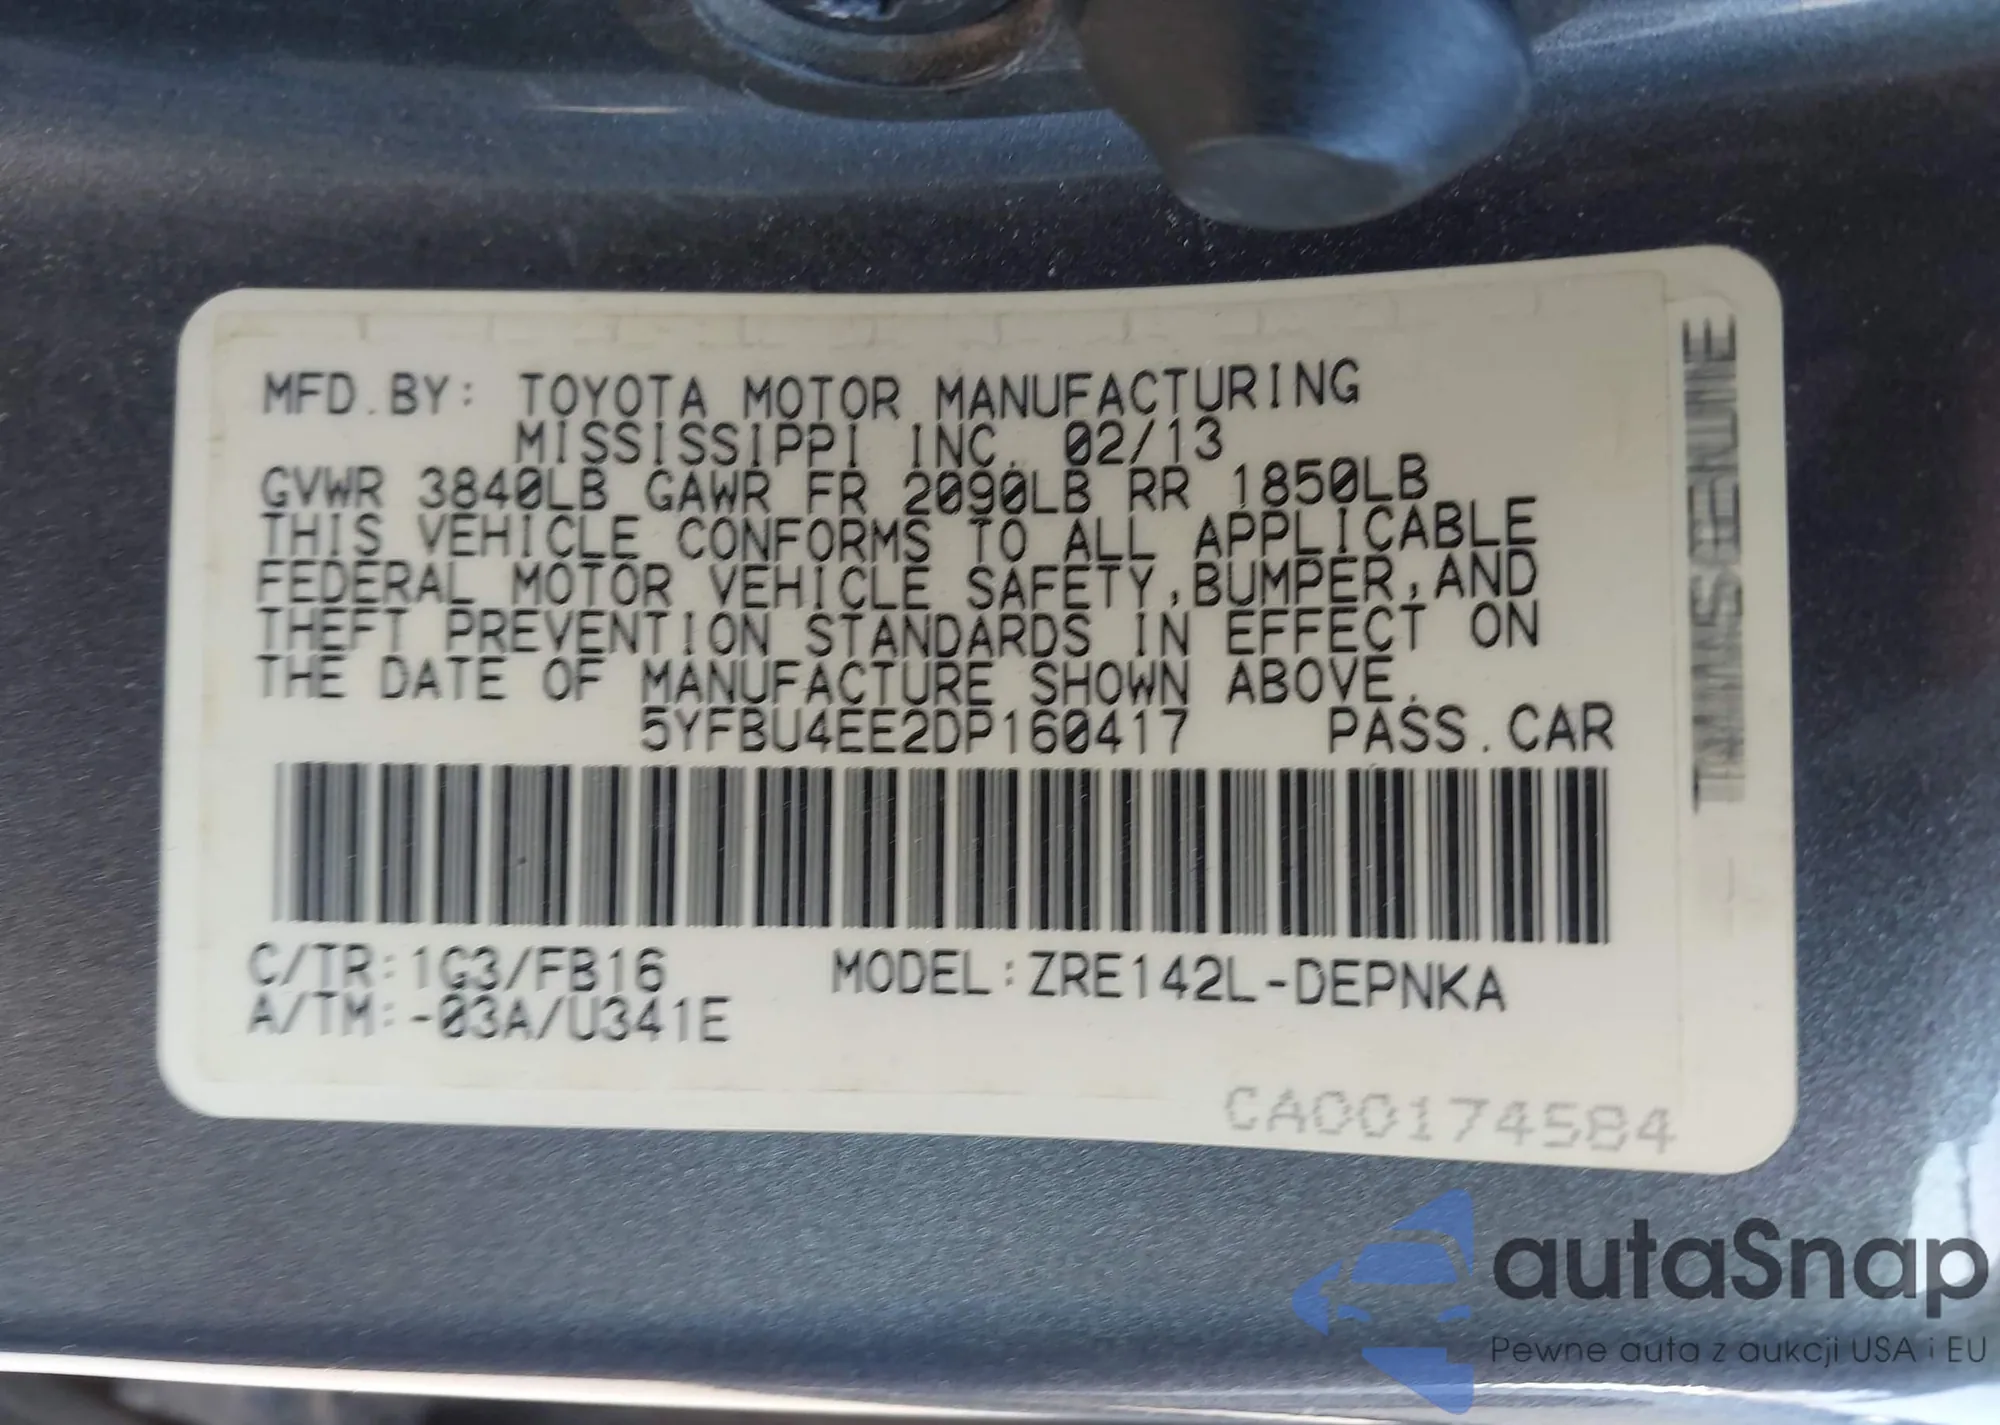 MFD.BY: TOYOTA MOTOR MANUFACTURING
MISSISSIPPI INC. 02/13
GVWR 3840LB GAWR FR 2090LB RR 1850LB
THIS VEHICLE CONFORMS TO ALL APPLICABLE
FEDERAL MOTOR VEHICLE SAFETY,BUMPER,AND
THEFT PREVENTION STANDARDS IN EFFECT ON
THE DATE OF MANUFACTURE SHOWN ABOVE.
5YFBU4EE2DP160417 PASS.CAR
C/TR:1G3/FB16 MODEL:ZRE142L-DEPNKA
A/TM:-03A/U341E
CA00174584
autaSnap
Pewne auta z aukcji USA i EU